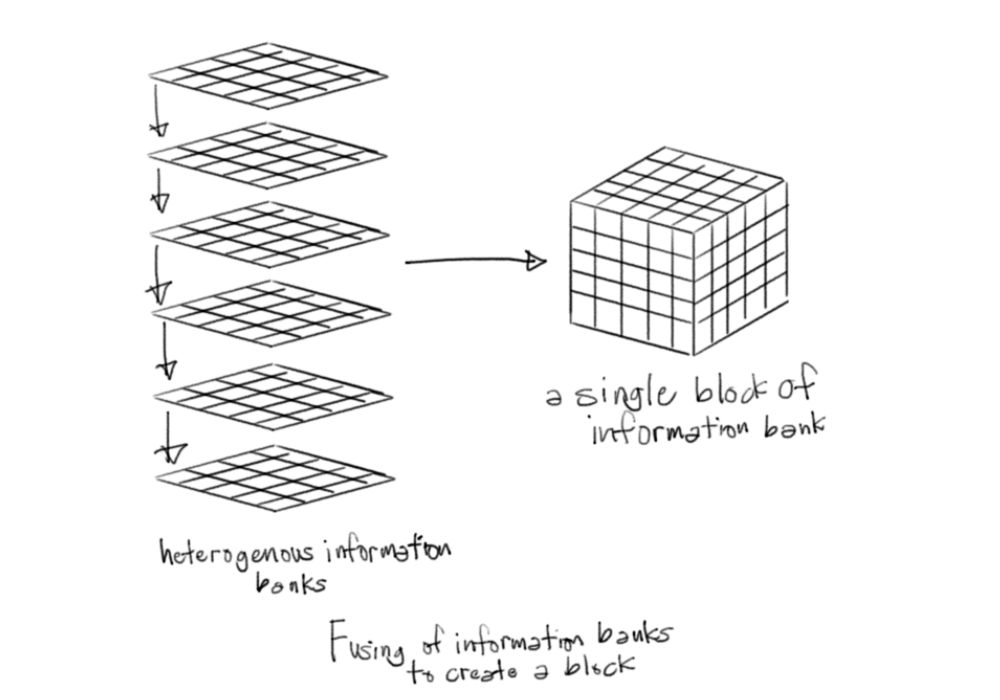 a single block of
information bank
heterogenous information
banks
Fusing of information banks
to create a block